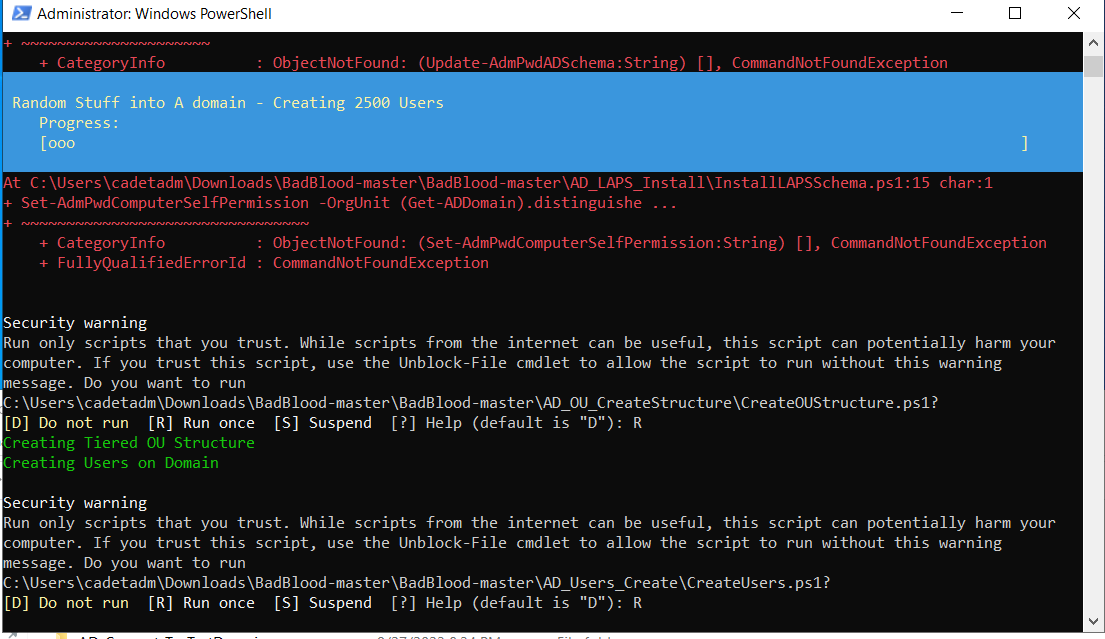 Administrator: Windows PowerShell
+ ~~~~~~~~~~~~~~~~~~~~~
+ CategoryInfo : ObjectNotFound: (Update-AdmPwdADSchema:String) [], CommandNotFoundException
Random Stuff into A domain - Creating 2500 Users
Progress:
[ooo ]
At C:\Users\cadetadm\Downloads\BadBlood-master\BadBlood-master\AD_LAPS_Install\InstallLAPSSchema.ps1:15 char:1
+ Set-AdmPwdComputerSelfPermission -OrgUnit (Get-ADDomain).distinguishe ...
+ ~~~~~~~~~~~~~~~~~~~~~~~~~~~~~~~~
+ CategoryInfo : ObjectNotFound: (Set-AdmPwdComputerSelfPermission:String) [], CommandNotFoundException
+ FullyQualifiedErrorId : CommandNotFoundException
Security warning
Run only scripts that you trust. While scripts from the internet can be useful, this script can potentially harm your
computer. If you trust this script, use the Unblock-File cmdlet to allow the script to run without this warning
message. Do you want to run
C:\Users\cadetadm\Downloads\BadBlood-master\BadBlood-master\AD_OU_CreateStructure\CreateOUStructure.ps1?
[D] Do not run [R] Run once [S] Suspend [?] Help (default is "D"): R
Creating Tiered OU Structure
Creating Users on Domain
Security warning
Run only scripts that you trust. While scripts from the internet can be useful, this script can potentially harm your
computer. If you trust this script, use the Unblock-File cmdlet to allow the script to run without this warning
message. Do you want to run
C:\Users\cadetadm\Downloads\BadBlood-master\BadBlood-master\AD_Users_Create\CreateUsers.ps1?
[D] Do not run [R] Run once [S] Suspend [?] Help (default is "D"): R